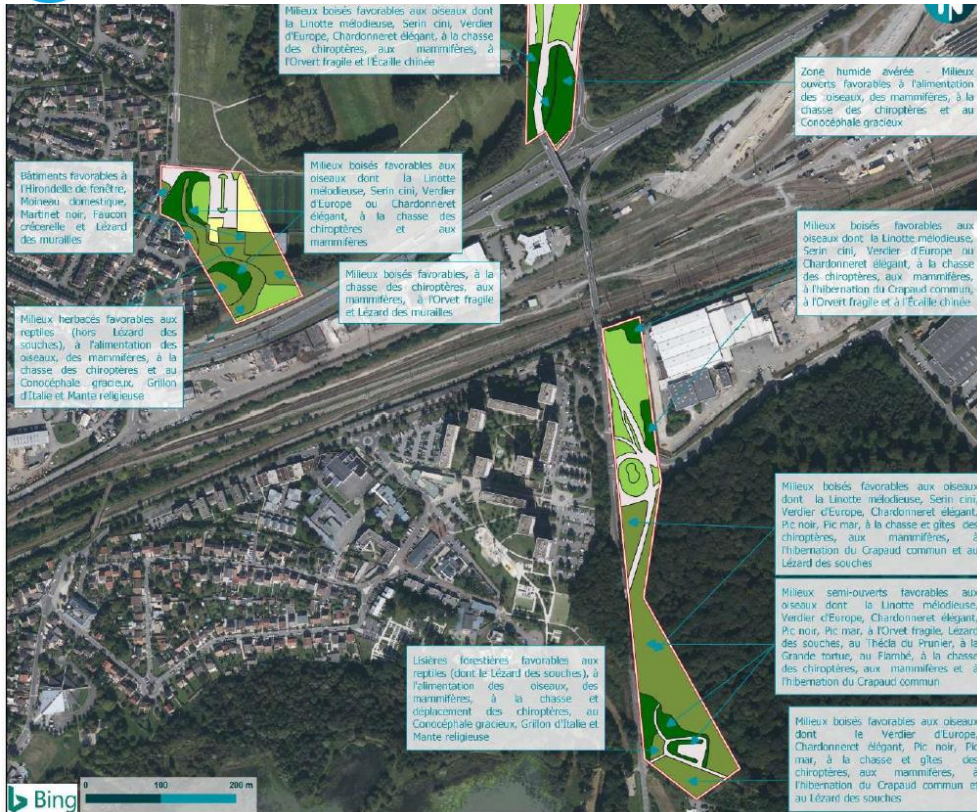 Milieux boisés favorables aux oiseaux dont
la Linotte mélodieuse, Serin cini, Verdier
d'Europe, Chardonneret élégant, à la chasse
des chiroptères, aux mammifères, à
l'Orvert fragile et l'Écaille chinée
Zone humide avérée - Milieux
ouverts favorables à l'alimentation
des oiseaux, des mammifères, à la
chasse des chiroptères et au
Conocéphale gracieux
Bâtiments favorables à
l'Hirondelle de fenêtre,
Moineau domestique,
Martinet noir, Faucon
crécerelle et Lézard
des murailles
Milieux boisés favorables aux
oiseaux dont la Linotte
mélodieuse, Serin cini, Verdier
d'Europe ou Chardonneret
élégant, à la chasse des
chiroptères et aux
mammifères
Milieux boisés favorables aux
oiseaux dont la Linotte mélodieuse,
Serin cini, Verdier d'Europe ou
Chardonneret élégant, à la chasse
des chiroptères, aux mammifères,
à l'hibernation du Crapaud commun,
à l'Orvert fragile et à l'Écaille chinée
Milieux boisés favorables, à la
chasse des chiroptères, aux
mammifères, à l'Orvet fragile
et Lézard des murailles
Milieux herbacés favorables aux
reptiles (hors Lézard des
souches), à l'alimentation des
oiseaux, des mammifères, à la
chasse des chiroptères et au
Conocéphale gracieux, Grillon
d'Italie et Mante religieuse
Milieux boisés favorables aux oiseaux
dont la Linotte mélodieuse, Serin cini,
Verdier d'Europe, Chardonneret élégant,
Pic noir, Pic mar, à la chasse et gîtes des
chiroptères, aux mammifères, à
l'hibernation du Crapaud commun et au
Lézard des souches
Milieux semi-ouverts favorables aux
oiseaux dont la Linotte mélodieuse,
Verdier d'Europe, Chardonneret élégant,
Pic noir, Pic mar, à l'Orvet fragile, Lézard
des souches, au Thécla du Prunier, à la
Grande tortue, au Flambé, à la chasse
des chiroptères, aux mammifères et à
l'hibernation du Crapaud commun
Lisières forestières favorables aux
reptiles (dont le Lézard des souches), à
l'alimentation des oiseaux, des
mammifères, à la chasse et
déplacement des chiroptères, au
Conocéphale gracieux, Grillon d'Italie et
Mante religieuse
Milieux boisés favorables aux oiseaux
dont le Verdier d'Europe,
Chardonneret élégant, Pic noir, Pic
mar, à la chasse et gîtes des
chiroptères, aux mammifères, à
l'hibernation du Crapaud commun et
au Lézard des souches
0 100 200 m
Bing